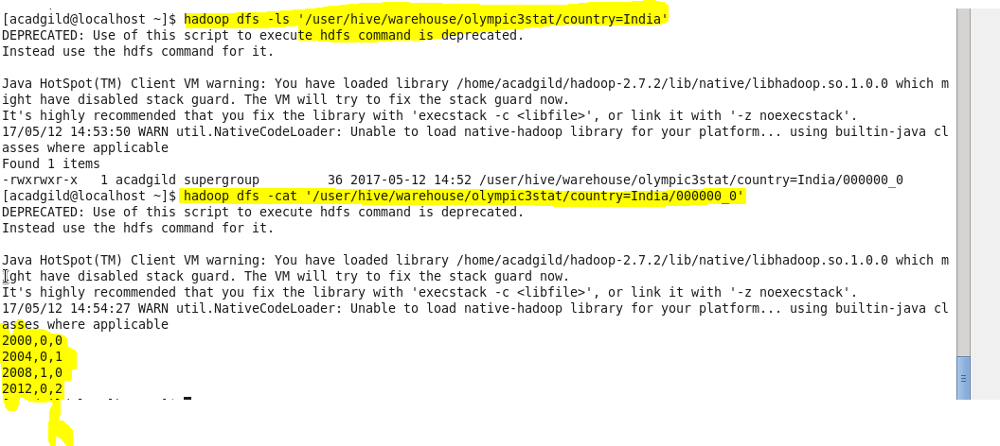 [acadgild@localhost ~]$ hadoop dfs -ls '/user/hive/warehouse/olympic3stat/country=India'
DEPRECATED: Use of this script to execute hdfs command is deprecated.
Instead use the hdfs command for it.
Java HotSpot(TM) Client VM warning: You have loaded library /home/acadgild/hadoop-2.7.2/lib/native/libhadoop.so.1.0.0 which m
ight have disabled stack guard. The VM will try to fix the stack guard now.
It's highly recommended that you fix the library with 'execstack -c <libfile>', or link it with '-z noexecstack'.
17/05/12 14:53:50 WARN util.NativeCodeLoader: Unable to load native-hadoop library for your platform... using builtin-java cl
asses where applicable
Found 1 items
-rwxrwxr-x   1 acadgild supergroup         36 2017-05-12 14:52 /user/hive/warehouse/olympic3stat/country=India/000000_0
[acadgild@localhost ~]$ hadoop dfs -cat '/user/hive/warehouse/olympic3stat/country=India/000000_0'
DEPRECATED: Use of this script to execute hdfs command is deprecated.
Instead use the hdfs command for it.
Java HotSpot(TM) Client VM warning: You have loaded library /home/acadgild/hadoop-2.7.2/lib/native/libhadoop.so.1.0.0 which m
ight have disabled stack guard. The VM will try to fix the stack guard now.
It's highly recommended that you fix the library with 'execstack -c <libfile>', or link it with '-z noexecstack'.
17/05/12 14:54:27 WARN util.NativeCodeLoader: Unable to load native-hadoop library for your platform... using builtin-java cl
asses where applicable
2000,0,0
2004,0,1
2008,1,0
2012,0,2